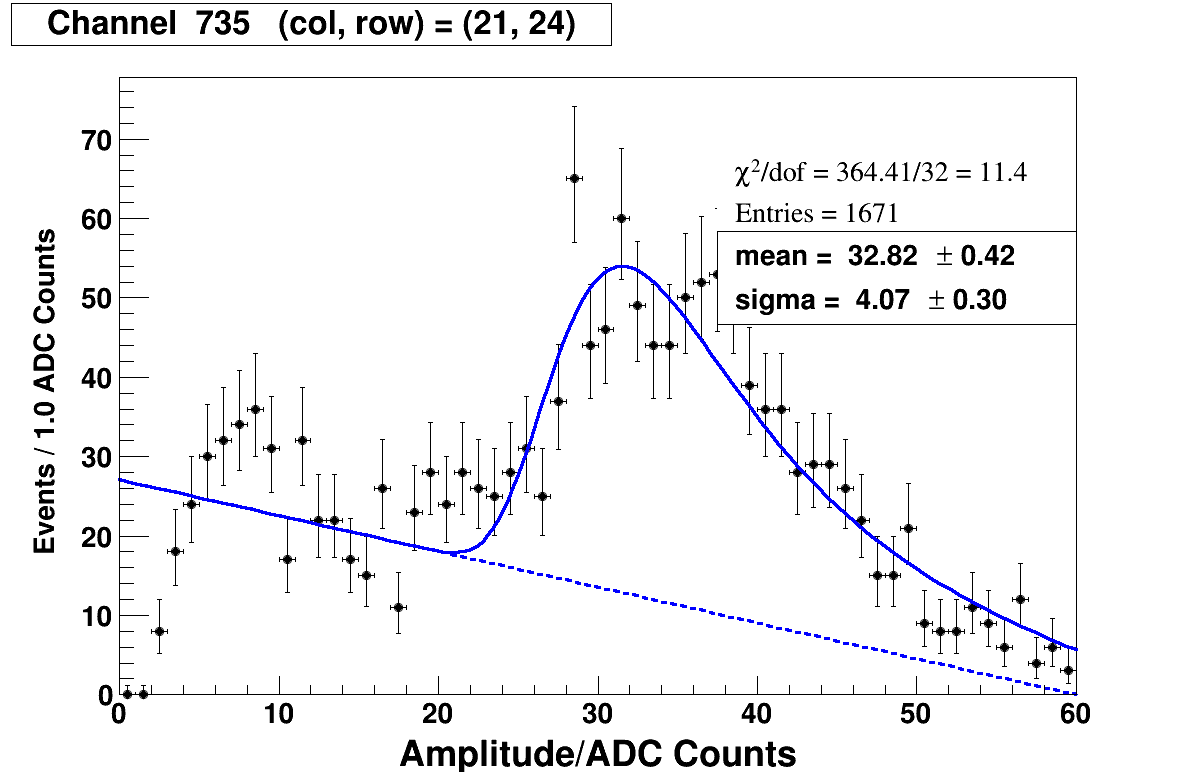 Channel 735 (col, row) = (21, 24)
χ²/dof = 364.41/32 = 11.4
Entries = 1671
mean = 32.82 ± 0.42
sigma = 4.07 ± 0.30
Events / 1.0 ADC Counts
70
60
50
40
30
20
10
0
0 10 20 30 40 50 60
Amplitude/ADC Counts